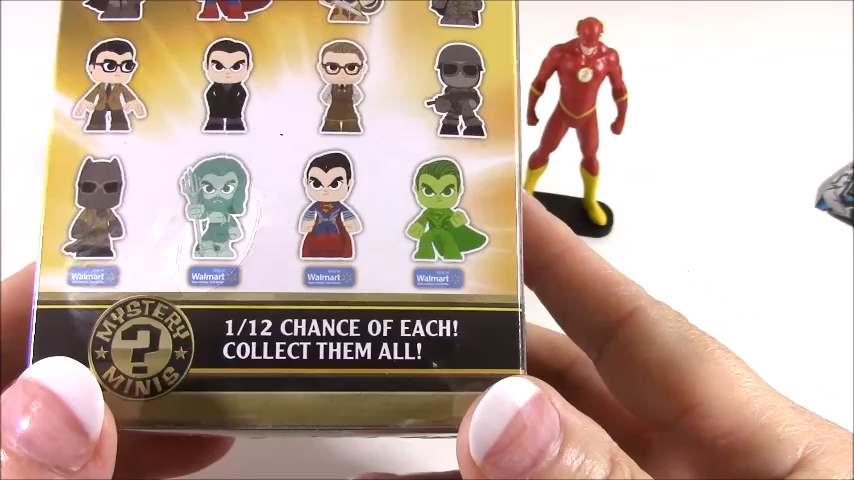 Walmart
Walmart
Walmart
Walmart
MYSTERY
?
MINIS
1/12 CHANCE OF EACH!
COLLECT THEM ALL!